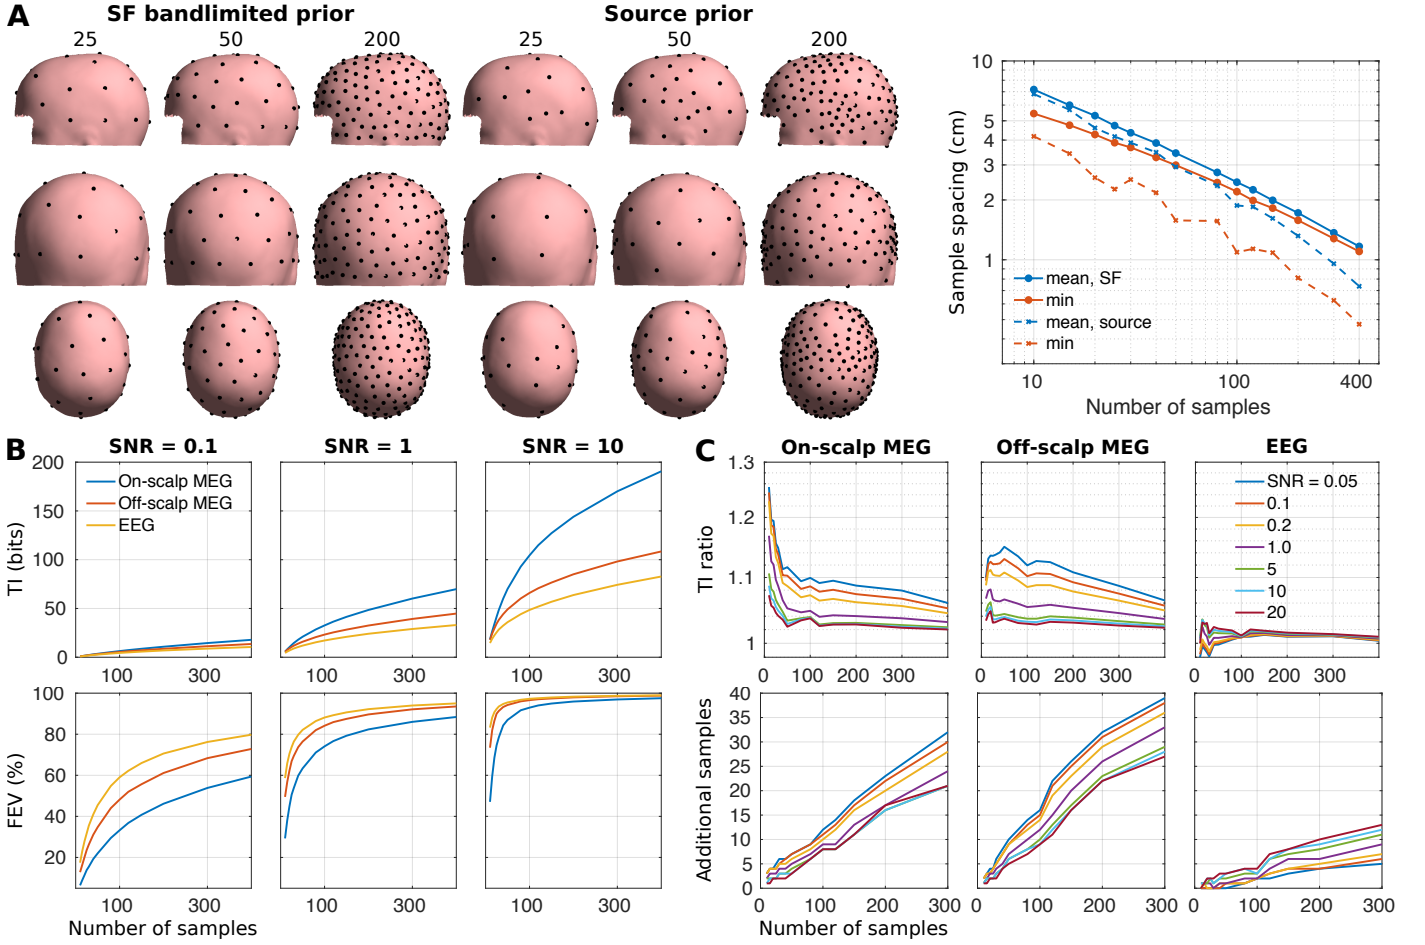 A
SF bandlimited prior
Source prior
25 50 200 25 50 200
10
5
4
3
2
1
Sample spacing (cm)
mean, SF
min
mean, source
min
10 100 400
Number of samples
B
SNR = 0.1 SNR = 1 SNR = 10
200
150
100
50
0
TI (bits)
On-scalp MEG
Off-scalp MEG
EEG
100 300 100 300 100 300
100
80
60
40
20
FEV (%)
100 300 100 300 100 300
Number of samples
C
On-scalp MEG Off-scalp MEG EEG
1.3
1.2
1.1
1
TI ratio
SNR = 0.05
0.1
0.2
1.0
5
10
20
0 100 200 300 400 0 100 200 300 400 0 100 200 300
40
35
30
25
20
15
10
5
0
Additional samples
0 100 200 300 0 100 200 300 0 100 200 300
Number of samples